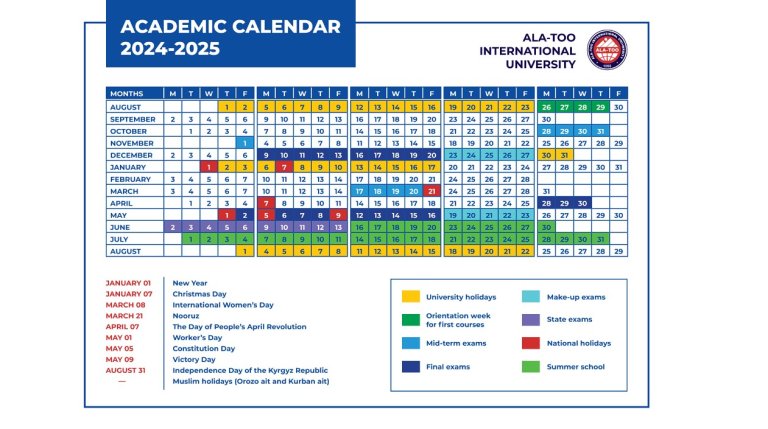 ACADEMIC CALENDAR
2024-2025
ALA-TOO
INTERNATIONAL
UNIVERSITY
ALA-TOO
MONTHS M T W T F M T W T F M T W T F M T W T F M T W T F
AUGUST 1 2 5 6 7 8 9 12 13 14 15 16 19 20 21 22 23 26 27 28 29 30
SEPTEMBER 2 3 4 5 6 9 10 11 12 13 16 17 18 19 20 23 24 25 26 27 30
OCTOBER 1 2 3 4 7 8 9 10 11 14 15 16 17 18 21 22 23 24 25 28 29 30 31
NOVEMBER 1 4 5 6 7 8 11 12 13 14 15 18 19 20 21 22 25 26 27 28 29
DECEMBER 2 3 4 5 6 9 10 11 12 13 16 17 18 19 20 23 24 25 26 27 30 31
JANUARY 1 2 3 6 7 8 9 10 13 14 15 16 17 20 21 22 23 24 27 28 29 30 31
FEBRUARY 3 4 5 6 7 10 11 12 13 14 17 18 19 20 21 24 25 26 27 28
MARCH 3 4 5 6 7 10 11 12 13 14 17 18 19 20 21 24 25 26 27 28 31
APRIL 1 2 3 4 7 8 9 10 11 14 15 16 17 18 21 22 23 24 25 28 29 30
MAY 1 2 5 6 7 8 9 12 13 14 15 16 19 20 21 22 23 26 27 28 29 30
JUNE 2 3 4 5 6 9 10 11 12 13 16 17 18 19 20 23 24 25 26 27 30
JULY 1 2 3 4 7 8 9 10 11 14 15 16 17 18 21 22 23 24 25 28 29 30 31
AUGUST 1 4 5 6 7 8 11 12 13 14 15 18 19 20 21 22 25 26 27 28 29
JANUARY 01 New Year
JANUARY 07 Christmas Day
MARCH 08 International Women's Day
MARCH 21 Nooruz
APRIL 07 The Day of People's April Revolution
MAY 01 Worker's Day
MAY 05 Constitution Day
MAY 09 Victory Day
AUGUST 31 Independence Day of the Kyrgyz Republic
— Muslim holidays (Orozo ait and Kurban ait)
University holidays
Orientation week
for first courses
Mid-term exams
Final exams
Make-up exams
State exams
National holidays
Summer school